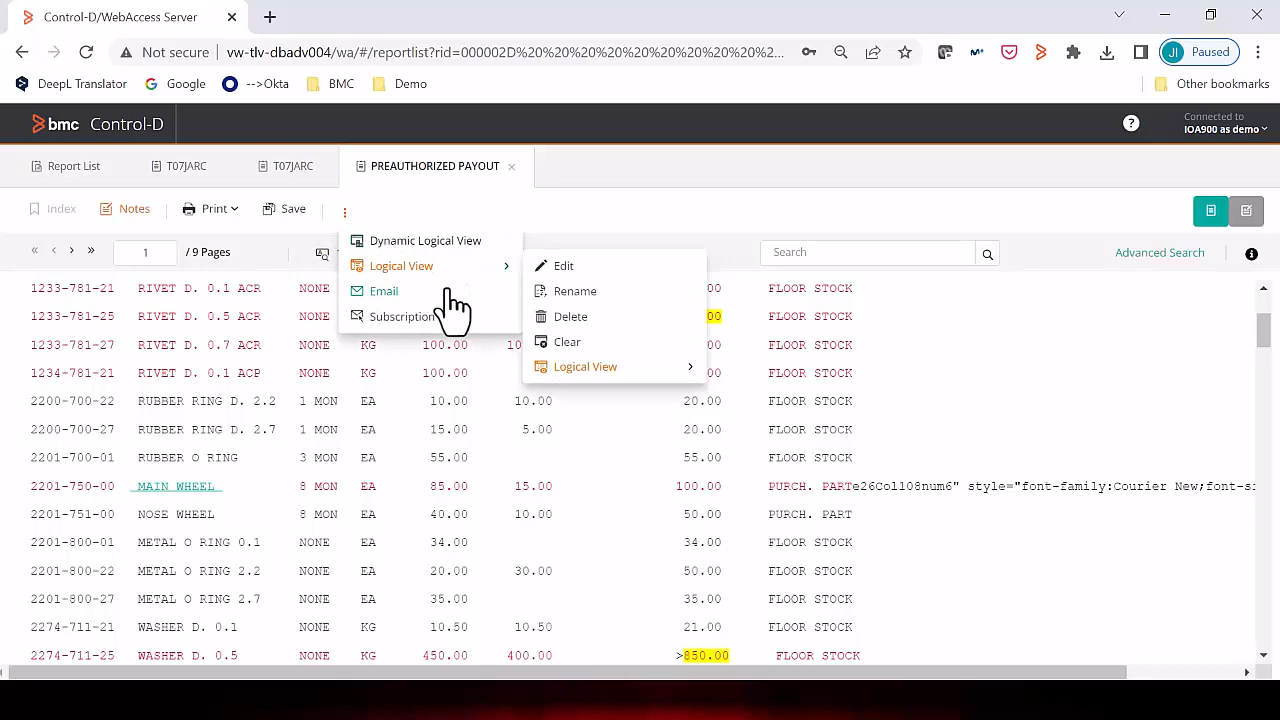 Control-D/WebAccess Server
Not secure vw-tlv-dbadv004/wa/#/reportlist?rid=000002D%20%20%20%20%20%20%20%20%20%2... JI Paused
DeepL Translator Google -->Okta BMC Demo Other bookmarks
bmc Control-D ? Connected to
IOA900 as demo
Report List T07JARC T07JARC PREAUTHORIZED PAYOUT
Index Notes Print Save
Dynamic Logical View
1 / 9 Pages Search Advanced Search
Logical View Edit
Email Rename
Subscription Delete
Clear
Logical View
1233-781-21 RIVET D. 0.1 ACR NONE 00 FLOOR STOCK
1233-781-25 RIVET D. 0.5 ACR NONE 00 FLOOR STOCK
1233-781-27 RIVET D. 0.7 ACR NONE KG 100.00 10 FLOOR STOCK
1234-781-21 RIVET D. 0.1 ACP NONE KG 100.00 FLOOR STOCK
2200-700-22 RUBBER RING D. 2.2 1 MON EA 10.00 10.00 20.00 FLOOR STOCK
2200-700-27 RUBBER RING D. 2.7 1 MON EA 15.00 5.00 20.00 FLOOR STOCK
2201-700-01 RUBBER O RING 3 MON EA 55.00 55.00 FLOOR STOCK
2201-750-00 MAIN WHEEL 8 MON EA 85.00 15.00 100.00 PURCH. PARTe26Col108num6" style="font-family:Courier New;font-si
2201-751-00 NOSE WHEEL 8 MON EA 40.00 10.00 50.00 PURCH. PART
2201-800-01 METAL O RING 0.1 NONE EA 34.00 34.00 FLOOR STOCK
2201-800-22 METAL O RING 2.2 NONE EA 20.00 30.00 50.00 FLOOR STOCK
2201-800-27 METAL O RING 2.7 NONE EA 35.00 35.00 FLOOR STOCK
2274-711-21 WASHER D. 0.1 NONE KG 10.50 10.50 21.00 FLOOR STOCK
2274-711-25 WASHER D. 0.5 NONE KG 450.00 400.00 >850.00 FLOOR STOCK